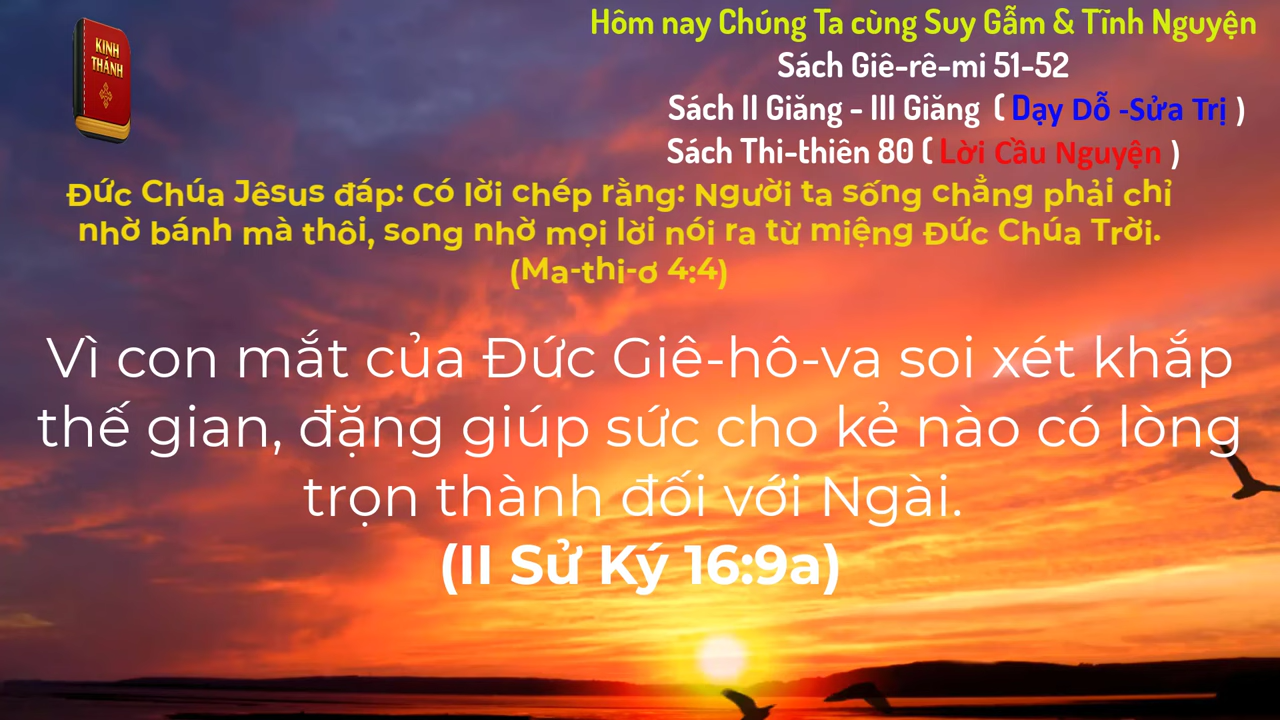 KINH
THÁNH
Hôm nay Chúng Ta cùng Suy Gẫm & Tĩnh Nguyện
Sách Giê-rê-mi 51-52
Sách II Giăng - III Giăng ( Dạy Dỗ -Sửa Trị )
Sách Thi-thiên 80 ( Lời Cầu Nguyện )
Đức Chúa Jêsus đáp: Có lời chép rằng: Người ta sống chẳng phải chỉ
nhờ bánh mà thôi, song nhờ mọi lời nói ra từ miệng Đức Chúa Trời.
(Ma-thi-ơ 4:4)
Vì con mắt của Đức Giê-hô-va soi xét khắp
thế gian, đặng giúp sức cho kẻ nào có lòng
trọn thành đối với Ngài.
(II Sử Ký 16:9a)